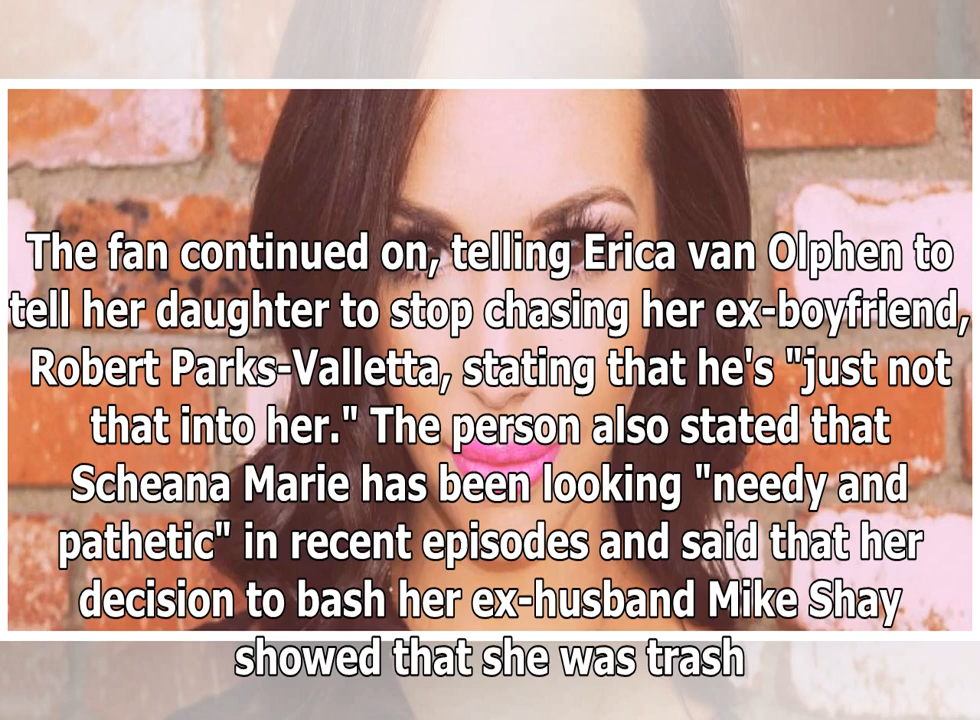 The fan continued on, telling Erica van Olphen to
tell her daughter to stop chasing her ex-boyfriend,
Robert Parks-Valletta, stating that he's "just not
that into her." The person also stated that
Scheana Marie has been looking "needy and
pathetic" in recent episodes and said that her
decision to bash her ex-husband Mike Shay
showed that she was trash